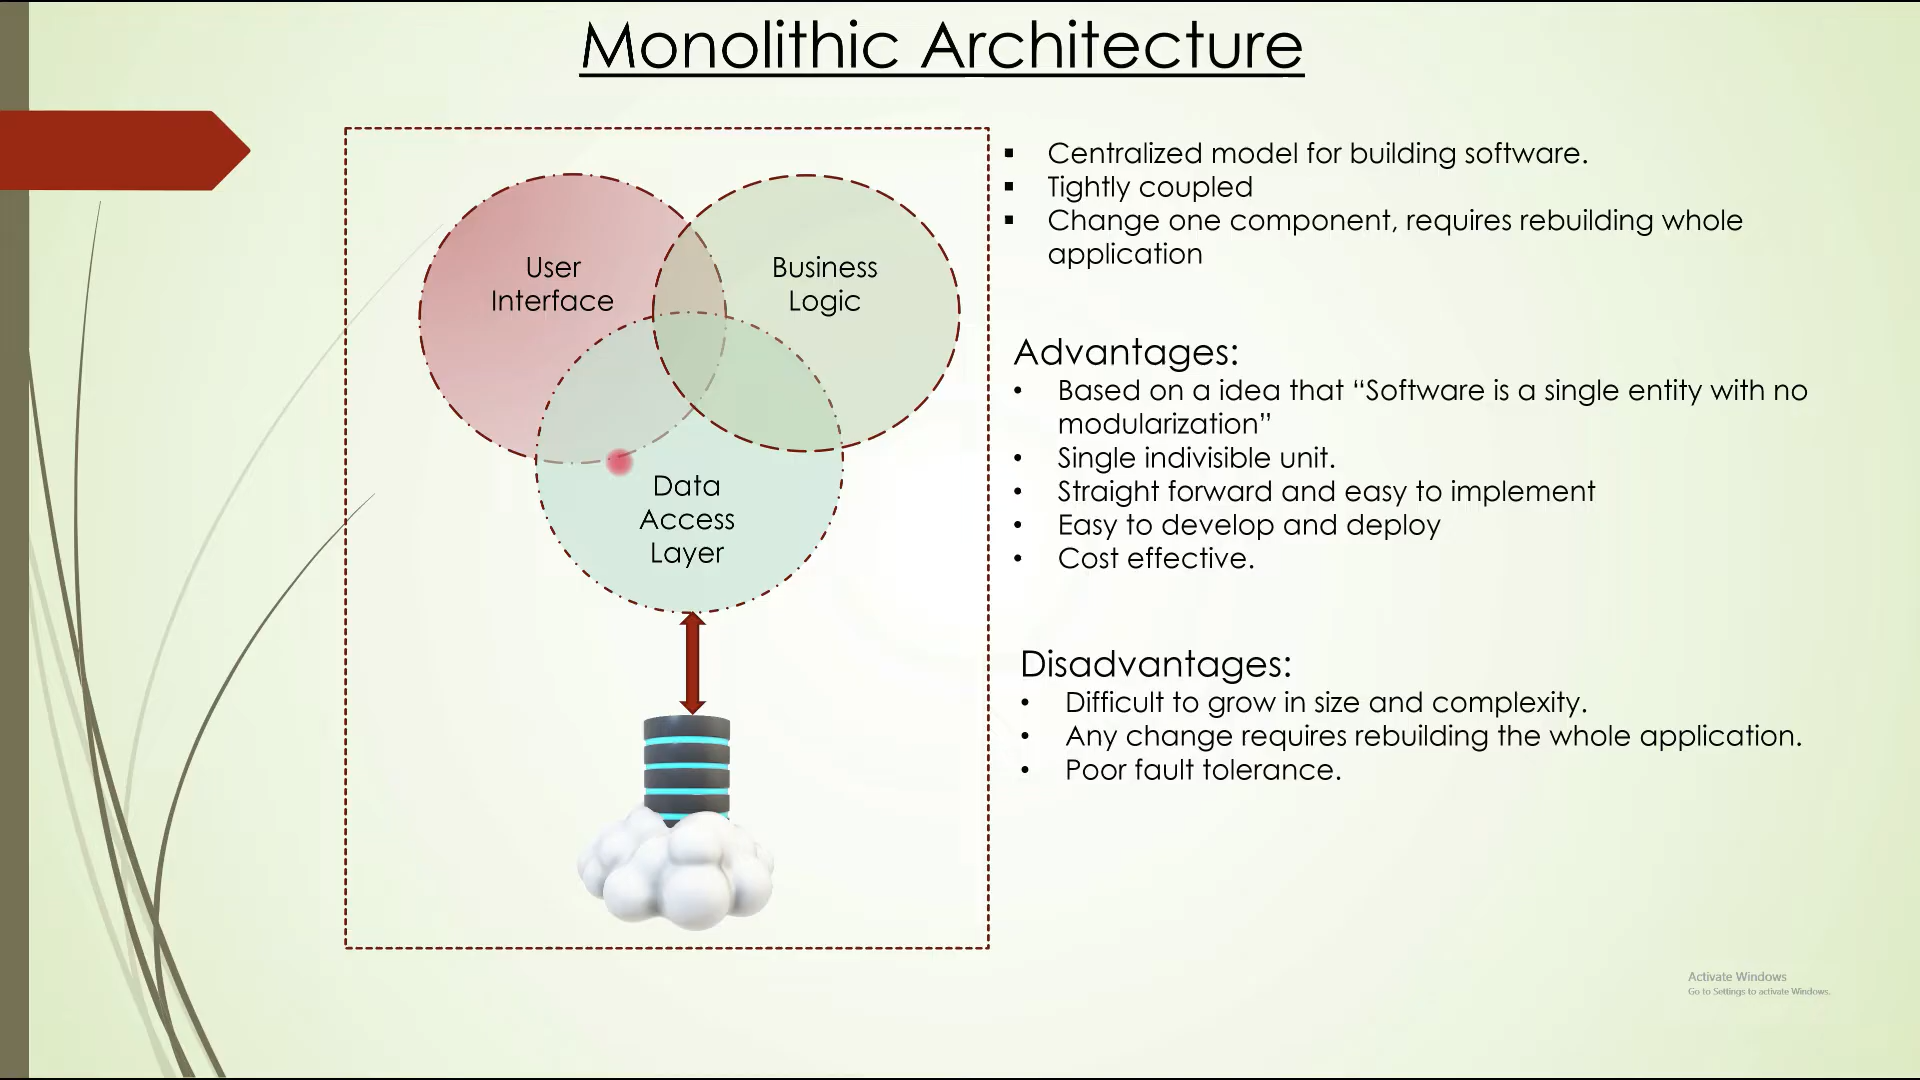 Monolithic Architecture
User
Interface
Business
Logic
Data
Access
Layer
▪ Centralized model for building software.
▪ Tightly coupled
▪ Change one component, requires rebuilding whole
application
Advantages:
• Based on a idea that “Software is a single entity with no
modularization”
• Single indivisible unit.
• Straight forward and easy to implement
• Easy to develop and deploy
• Cost effective.
Disadvantages:
• Difficult to grow in size and complexity.
• Any change requires rebuilding the whole application.
• Poor fault tolerance.
Activate Windows
Go to Settings to activate Windows.